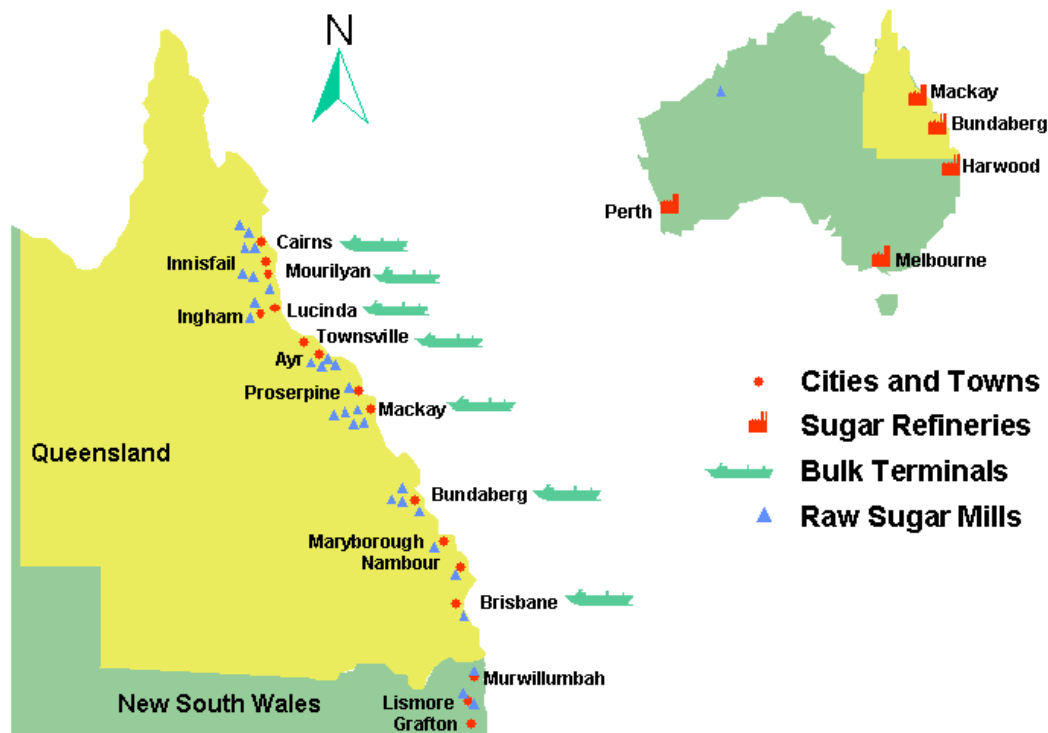 N
Cairns
Innisfail
Mourilyan
Lucinda
Ingham
Townsville
Ayr
Proserpine
Mackay
Queensland
Bundaberg
Maryborough
Nambour
Brisbane
Murwillumbah
New South Wales
Lismore
Grafton
Mackay
Bundaberg
Harwood
Perth
Melbourne
Cities and Towns
Sugar Refineries
Bulk Terminals
Raw Sugar Mills